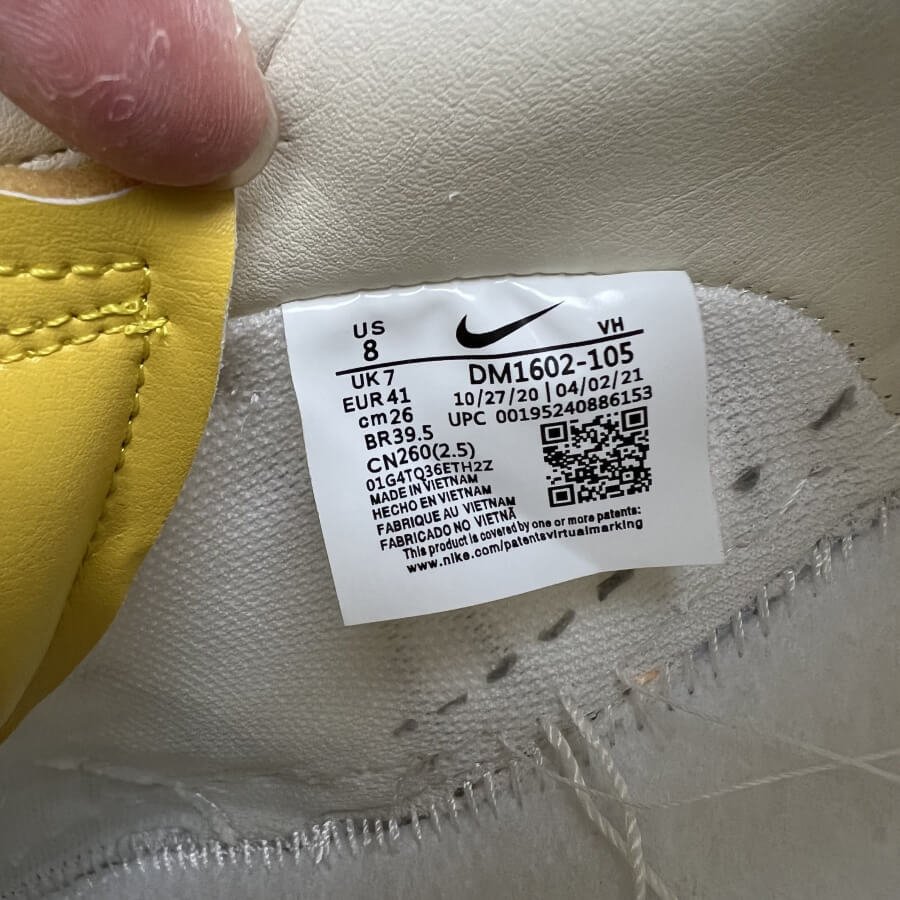 US
8
VH
UK 7
EUR 41
cm 26
BR 39.5
CN 260(2.5)
DM1602-105
10/27/20 | 04/02/21
UPC 00195240886153
01G4TQ36ETH2Z
MADE IN VIETNAM
HECHO EN VIETNAM
FABRIQUE AU VIETNAM
FABRICADO NO VIETNÃ
This product is covered by one or more patents:
www.nike.com/patentsvirtualmarking